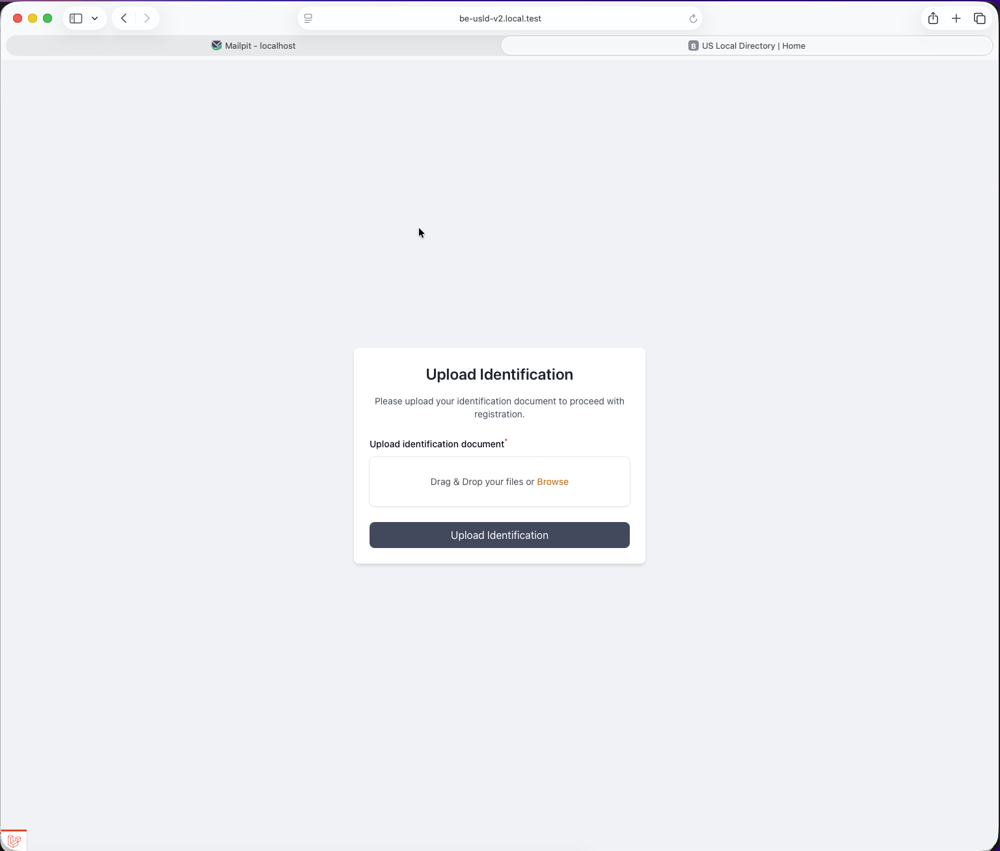 be-usld-v2.local.test
Mailpit - localhost
B US Local Directory | Home
Upload Identification
Please upload your identification document to proceed with
registration.
Upload identification document*
Drag & Drop your files or Browse
Upload Identification